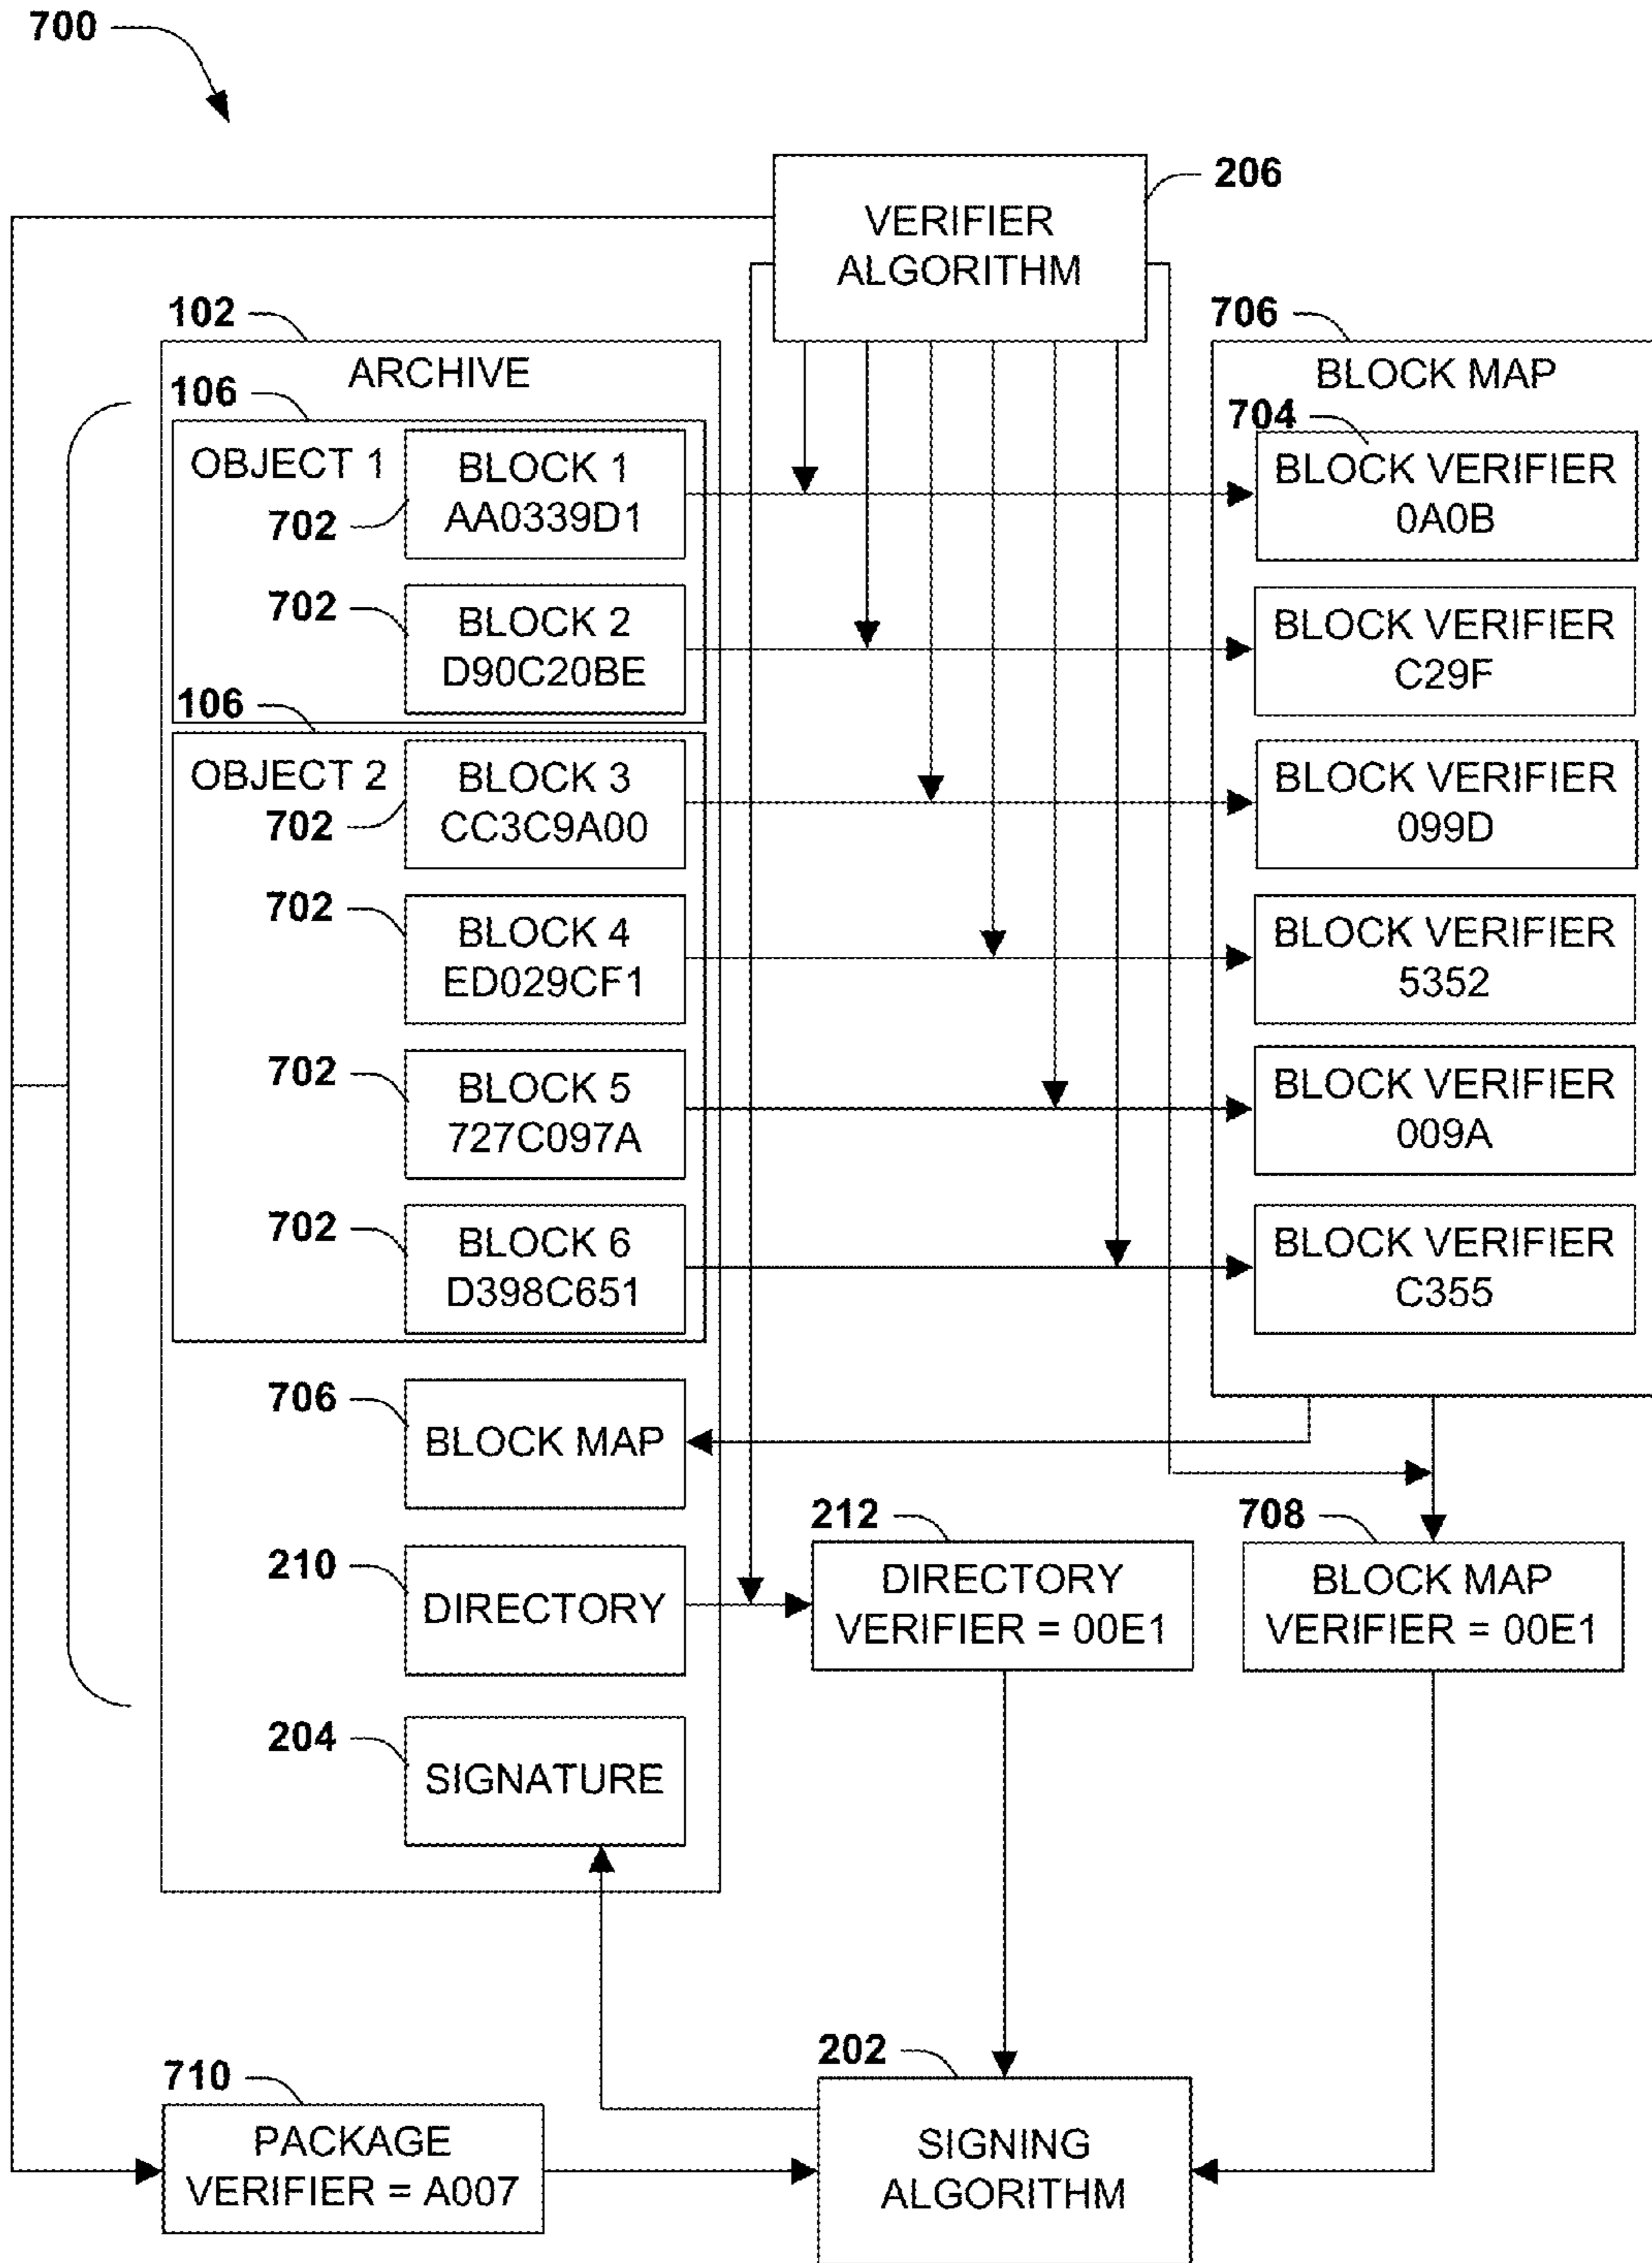 700
206
VERIFIER
ALGORITHM
102
ARCHIVE
106
OBJECT 1
702
BLOCK 1
AA0339D1
702
BLOCK 2
D90C20BE
106
OBJECT 2
702
BLOCK 3
CC3C9A00
702
BLOCK 4
ED029CF1
702
BLOCK 5
727C097A
702
BLOCK 6
D398C651
706
BLOCK MAP
210
DIRECTORY
204
SIGNATURE
706
BLOCK MAP
704
BLOCK VERIFIER
0A0B
BLOCK VERIFIER
C29F
BLOCK VERIFIER
099D
BLOCK VERIFIER
5352
BLOCK VERIFIER
009A
BLOCK VERIFIER
C355
212
DIRECTORY
VERIFIER = 00E1
708
BLOCK MAP
VERIFIER = 00E1
710
PACKAGE
VERIFIER = A007
202
SIGNING
ALGORITHM